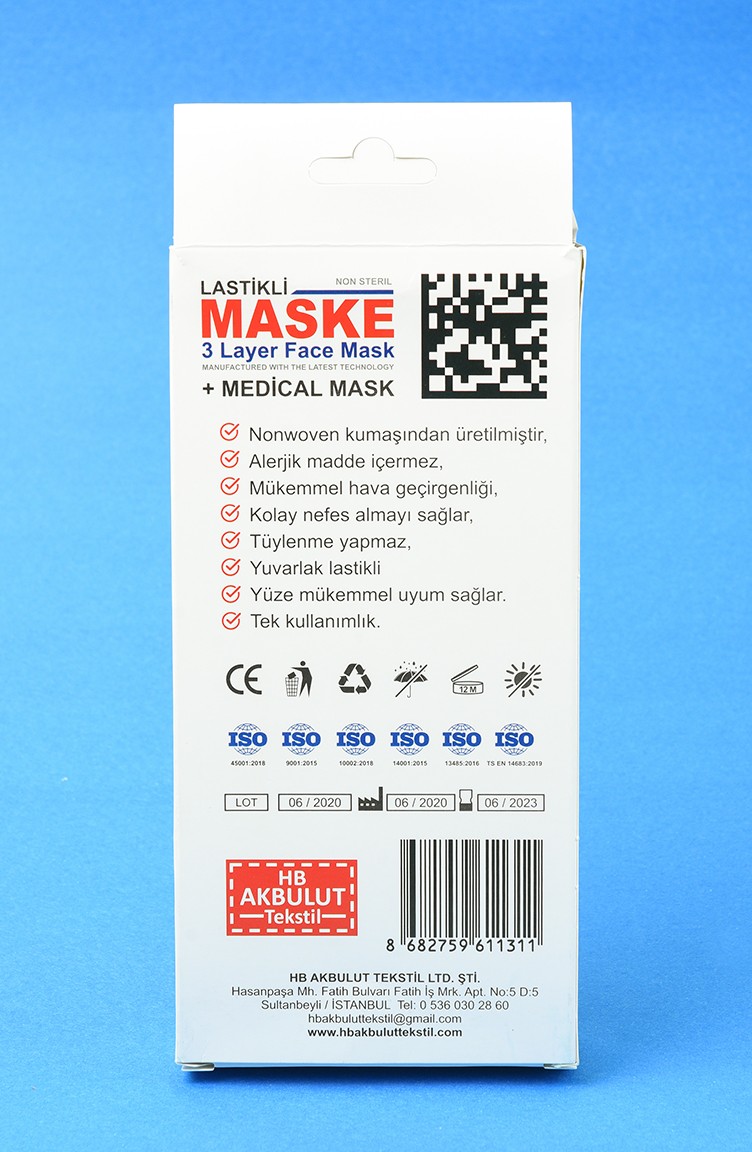 LASTİKLİ
NON STERIL
MASKE
3 Layer Face Mask
MANUFACTURED WITH THE LATEST TECHNOLOGY
+ MEDİCAL MASK
Nonwoven kumaşından üretilmiştir,
Alerjik madde içermez,
Mükemmel hava geçirgenliği,
Kolay nefes almayı sağlar,
Tüylenme yapmaz,
Yuvarlak lastikli
Yüze mükemmel uyum sağlar.
Tek kullanımlık.
CE 12 M
ISO ISO ISO ISO ISO ISO
45001:2018 9001:2015 10002:2018 14001:2015 13485:2016 TS EN 14683:2019
LOT 06 / 2020 06 / 2020 06 / 2023
HB
AKBULUT
Tekstil
8 682759 611311
HB AKBULUT TEKSTİL LTD. ŞTİ.
Hasanpaşa Mh. Fatih Bulvarı Fatih İş Mrk. Apt. No:5 D:5
Sultanbeyli / İSTANBUL Tel: 0 536 030 28 60
hbakbuluttekstil@gmail.com
www.hbakbuluttekstil.com